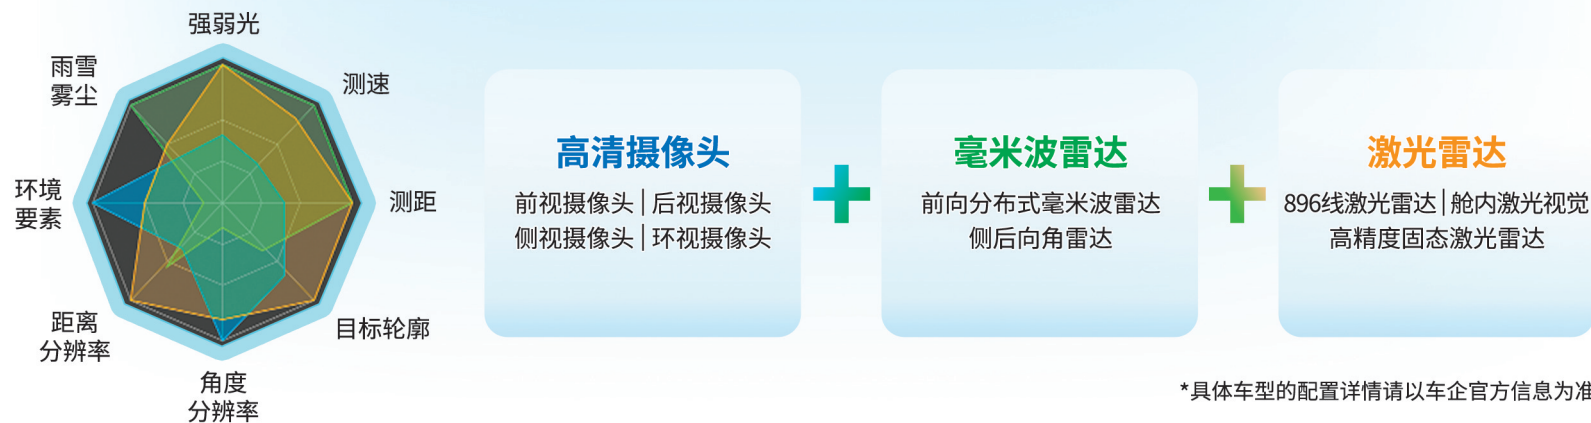 强弱光
雨雪
雾尘
测速
环境
要素
测距
距离
分辨率
目标轮廓
角度
分辨率
高清摄像头
前视摄像头|后视摄像头
侧视摄像头|环视摄像头
毫米波雷达
前向分布式毫米波雷达
侧后向角雷达
激光雷达
896线激光雷达|舱内激光视觉
高精度固态激光雷达
*具体车型的配置详情请以车企官方信息为准